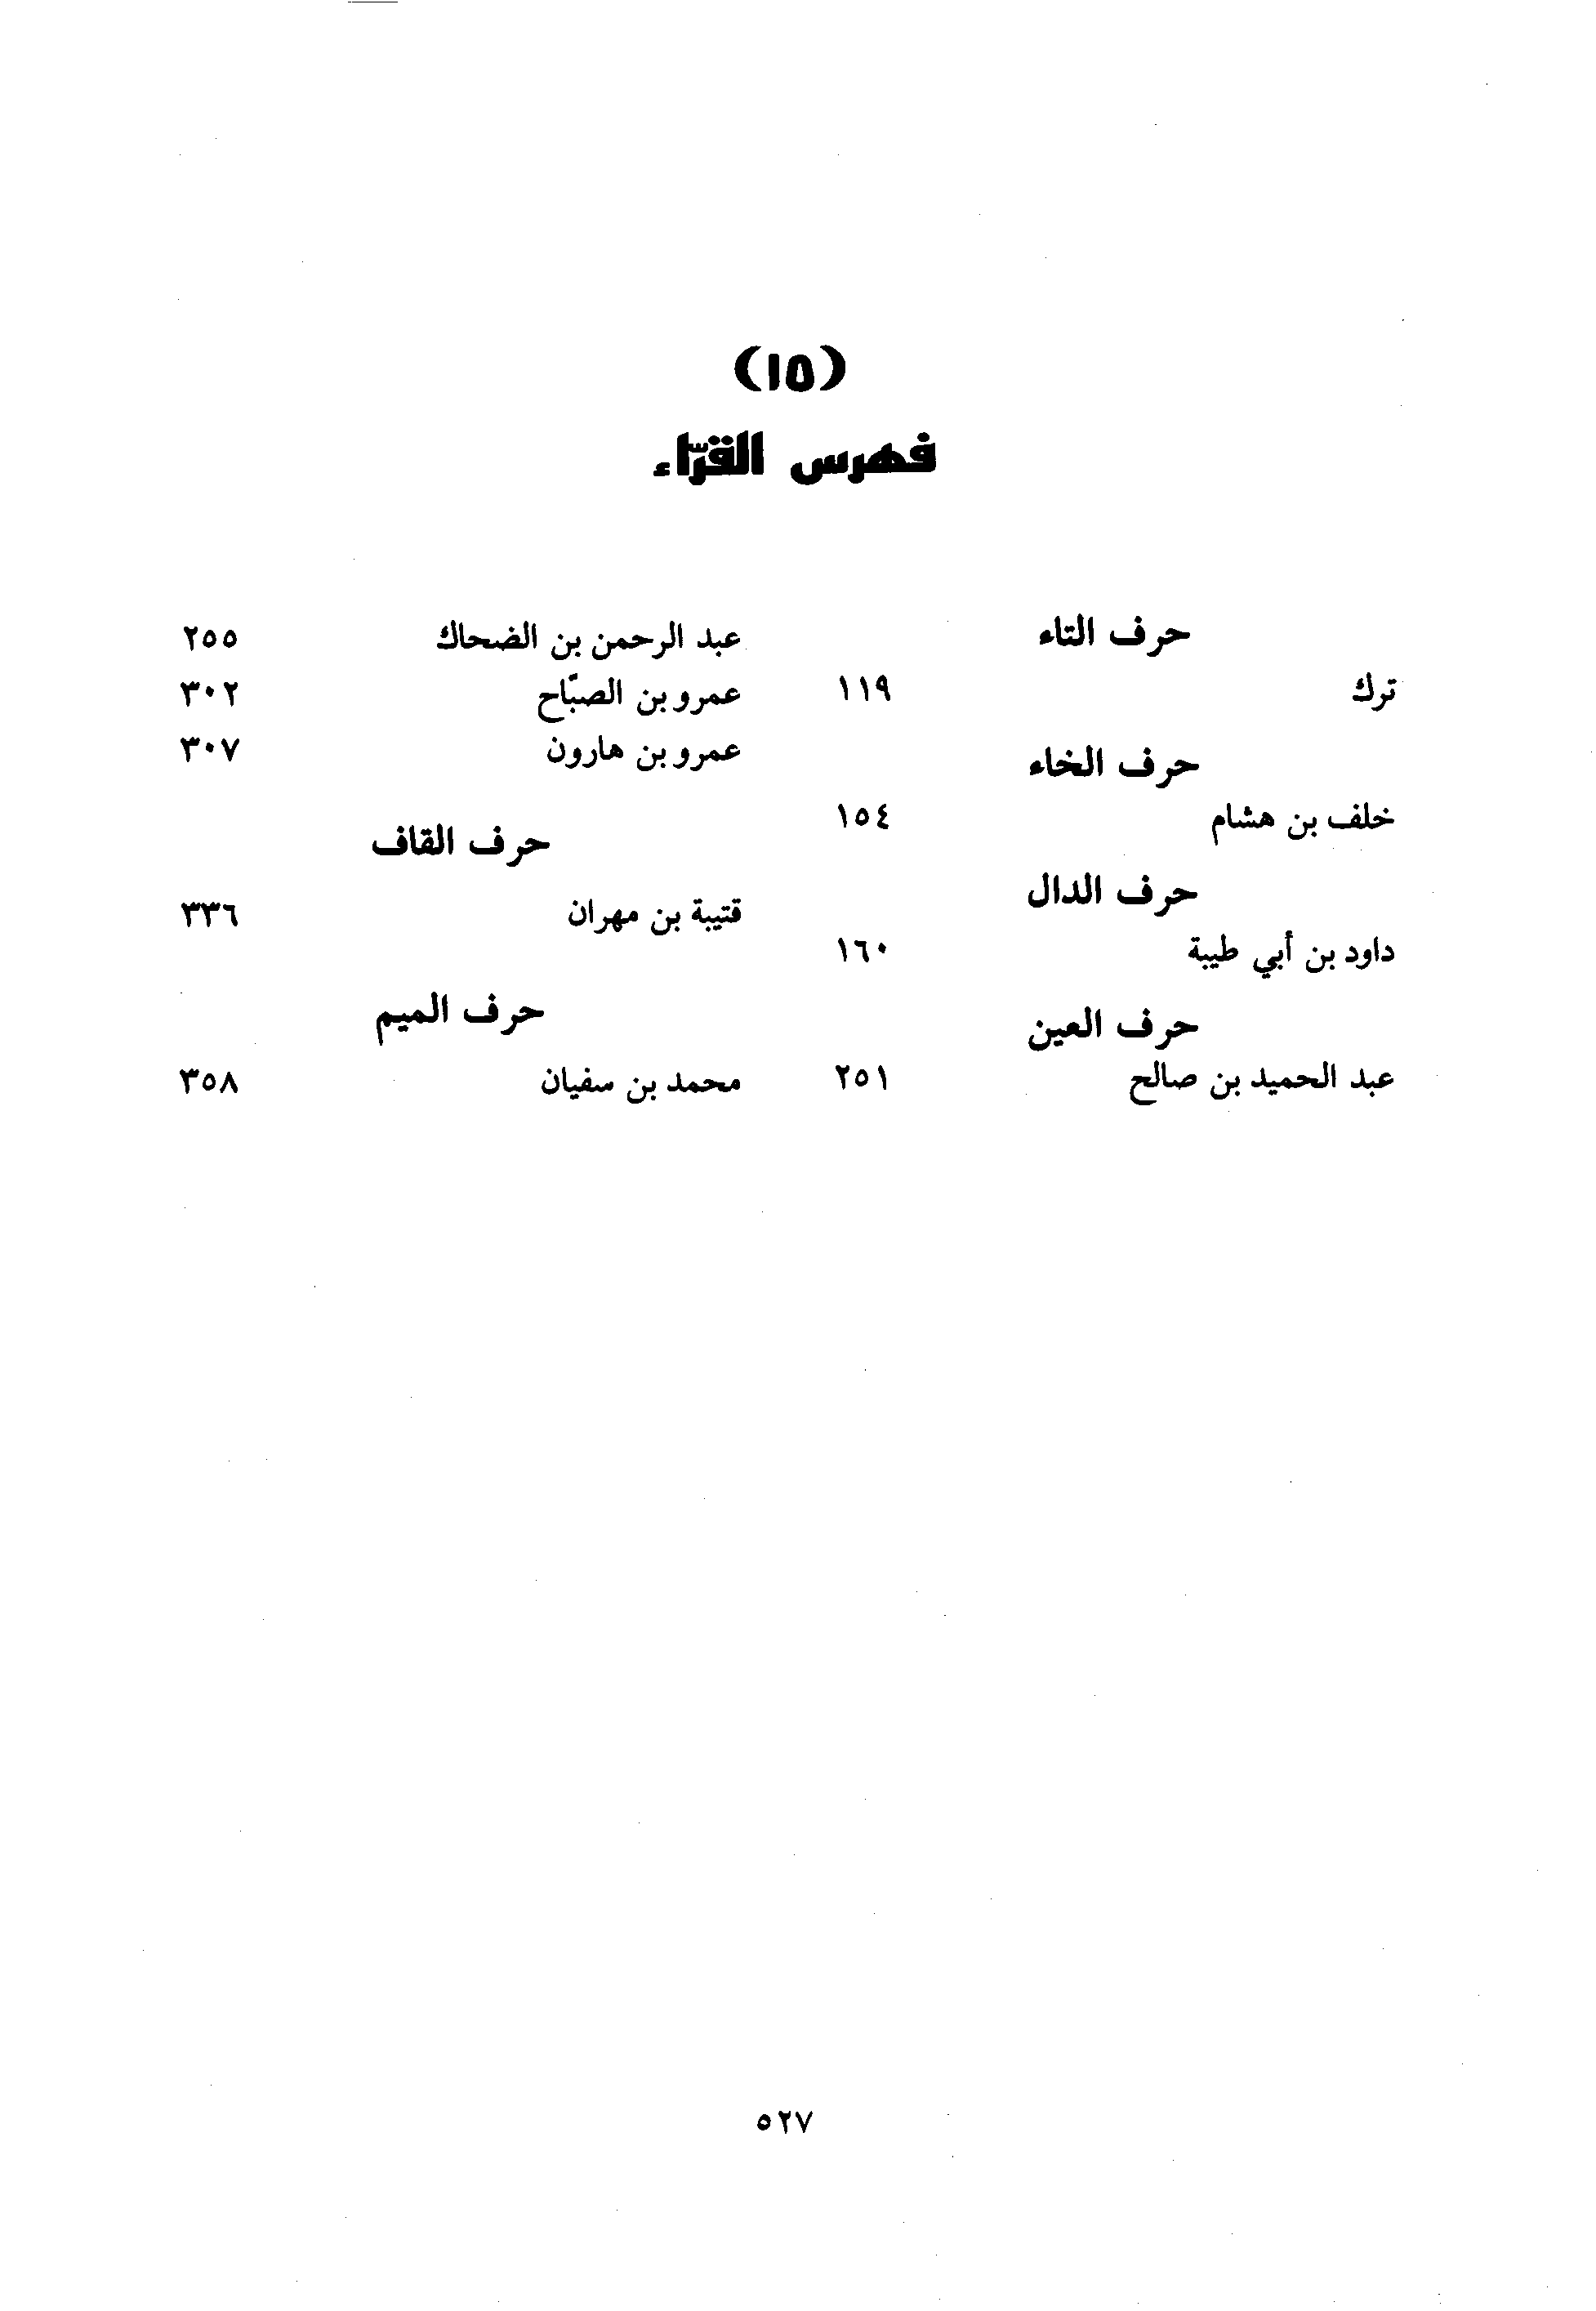 (١٥)
فهرس القرّاء
حرف التاء
ترك ١١٩
حرف الخاء
خلف بن هشام ١٥٤
حرف الدال
داود بن أبي طيبة ١٦٠
حرف العين
عبد الحميد بن صالح ٢٥١
عبد الرحمن بن الضحاك ٢٥٥
عمرو بن الصبّاح ٣٠٢
عمرو بن هارون ٣٠٧
حرف القاف
قتيبة بن مهران ٣٣٦
حرف الميم
محمد بن سفيان ٣٥٨
٥٢٧